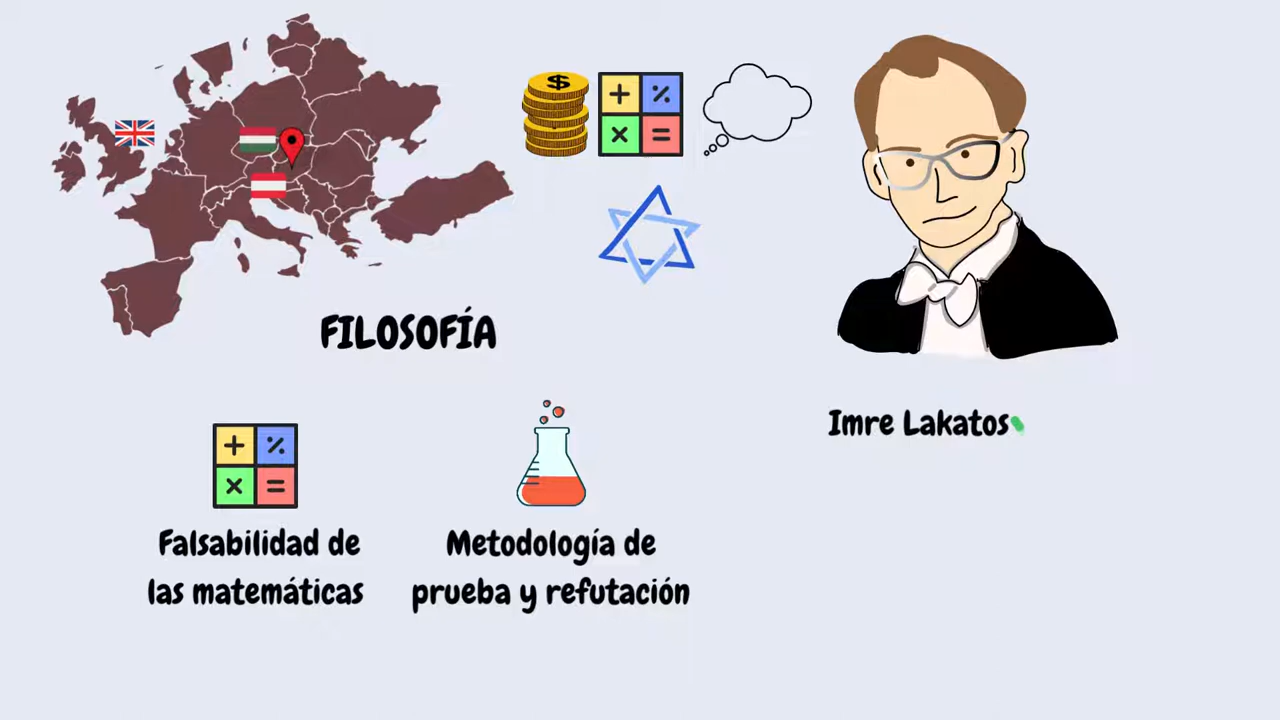 $
+ %
× =
FILOSOFÍA
Imre Lakatos
+ %
× =
Falsabilidad de
las matemáticas
Metodología de
prueba y refutación